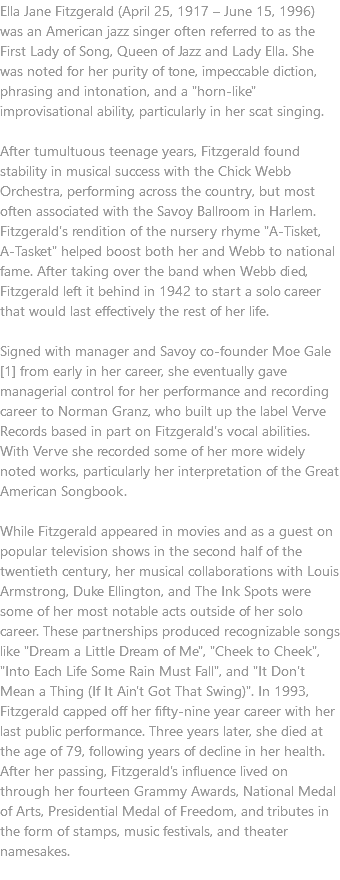 Ella Jane Fitzgerald (April 25, 1917 – June 15, 1996)
was an American jazz singer often referred to as the
First Lady of Song, Queen of Jazz and Lady Ella. She
was noted for her purity of tone, impeccable diction,
phrasing and intonation, and a "horn-like"
improvisational ability, particularly in her scat singing.

After tumultuous teenage years, Fitzgerald found
stability in musical success with the Chick Webb
Orchestra, performing across the country, but most
often associated with the Savoy Ballroom in Harlem.
Fitzgerald's rendition of the nursery rhyme "A-Tisket,
A-Tasket" helped boost both her and Webb to national
fame. After taking over the band when Webb died,
Fitzgerald left it behind in 1942 to start a solo career
that would last effectively the rest of her life.

Signed with manager and Savoy co-founder Moe Gale
[1] from early in her career, she eventually gave
managerial control for her performance and recording
career to Norman Granz, who built up the label Verve
Records based in part on Fitzgerald's vocal abilities.
With Verve she recorded some of her more widely
noted works, particularly her interpretation of the Great
American Songbook.

While Fitzgerald appeared in movies and as a guest on
popular television shows in the second half of the
twentieth century, her musical collaborations with Louis
Armstrong, Duke Ellington, and The Ink Spots were
some of her most notable acts outside of her solo
career. These partnerships produced recognizable songs
like "Dream a Little Dream of Me", "Cheek to Cheek",
"Into Each Life Some Rain Must Fall", and "It Don't
Mean a Thing (If It Ain't Got That Swing)". In 1993,
Fitzgerald capped off her fifty-nine year career with her
last public performance. Three years later, she died at
the age of 79, following years of decline in her health.
After her passing, Fitzgerald's influence lived on
through her fourteen Grammy Awards, National Medal
of Arts, Presidential Medal of Freedom, and tributes in
the form of stamps, music festivals, and theater
namesakes.